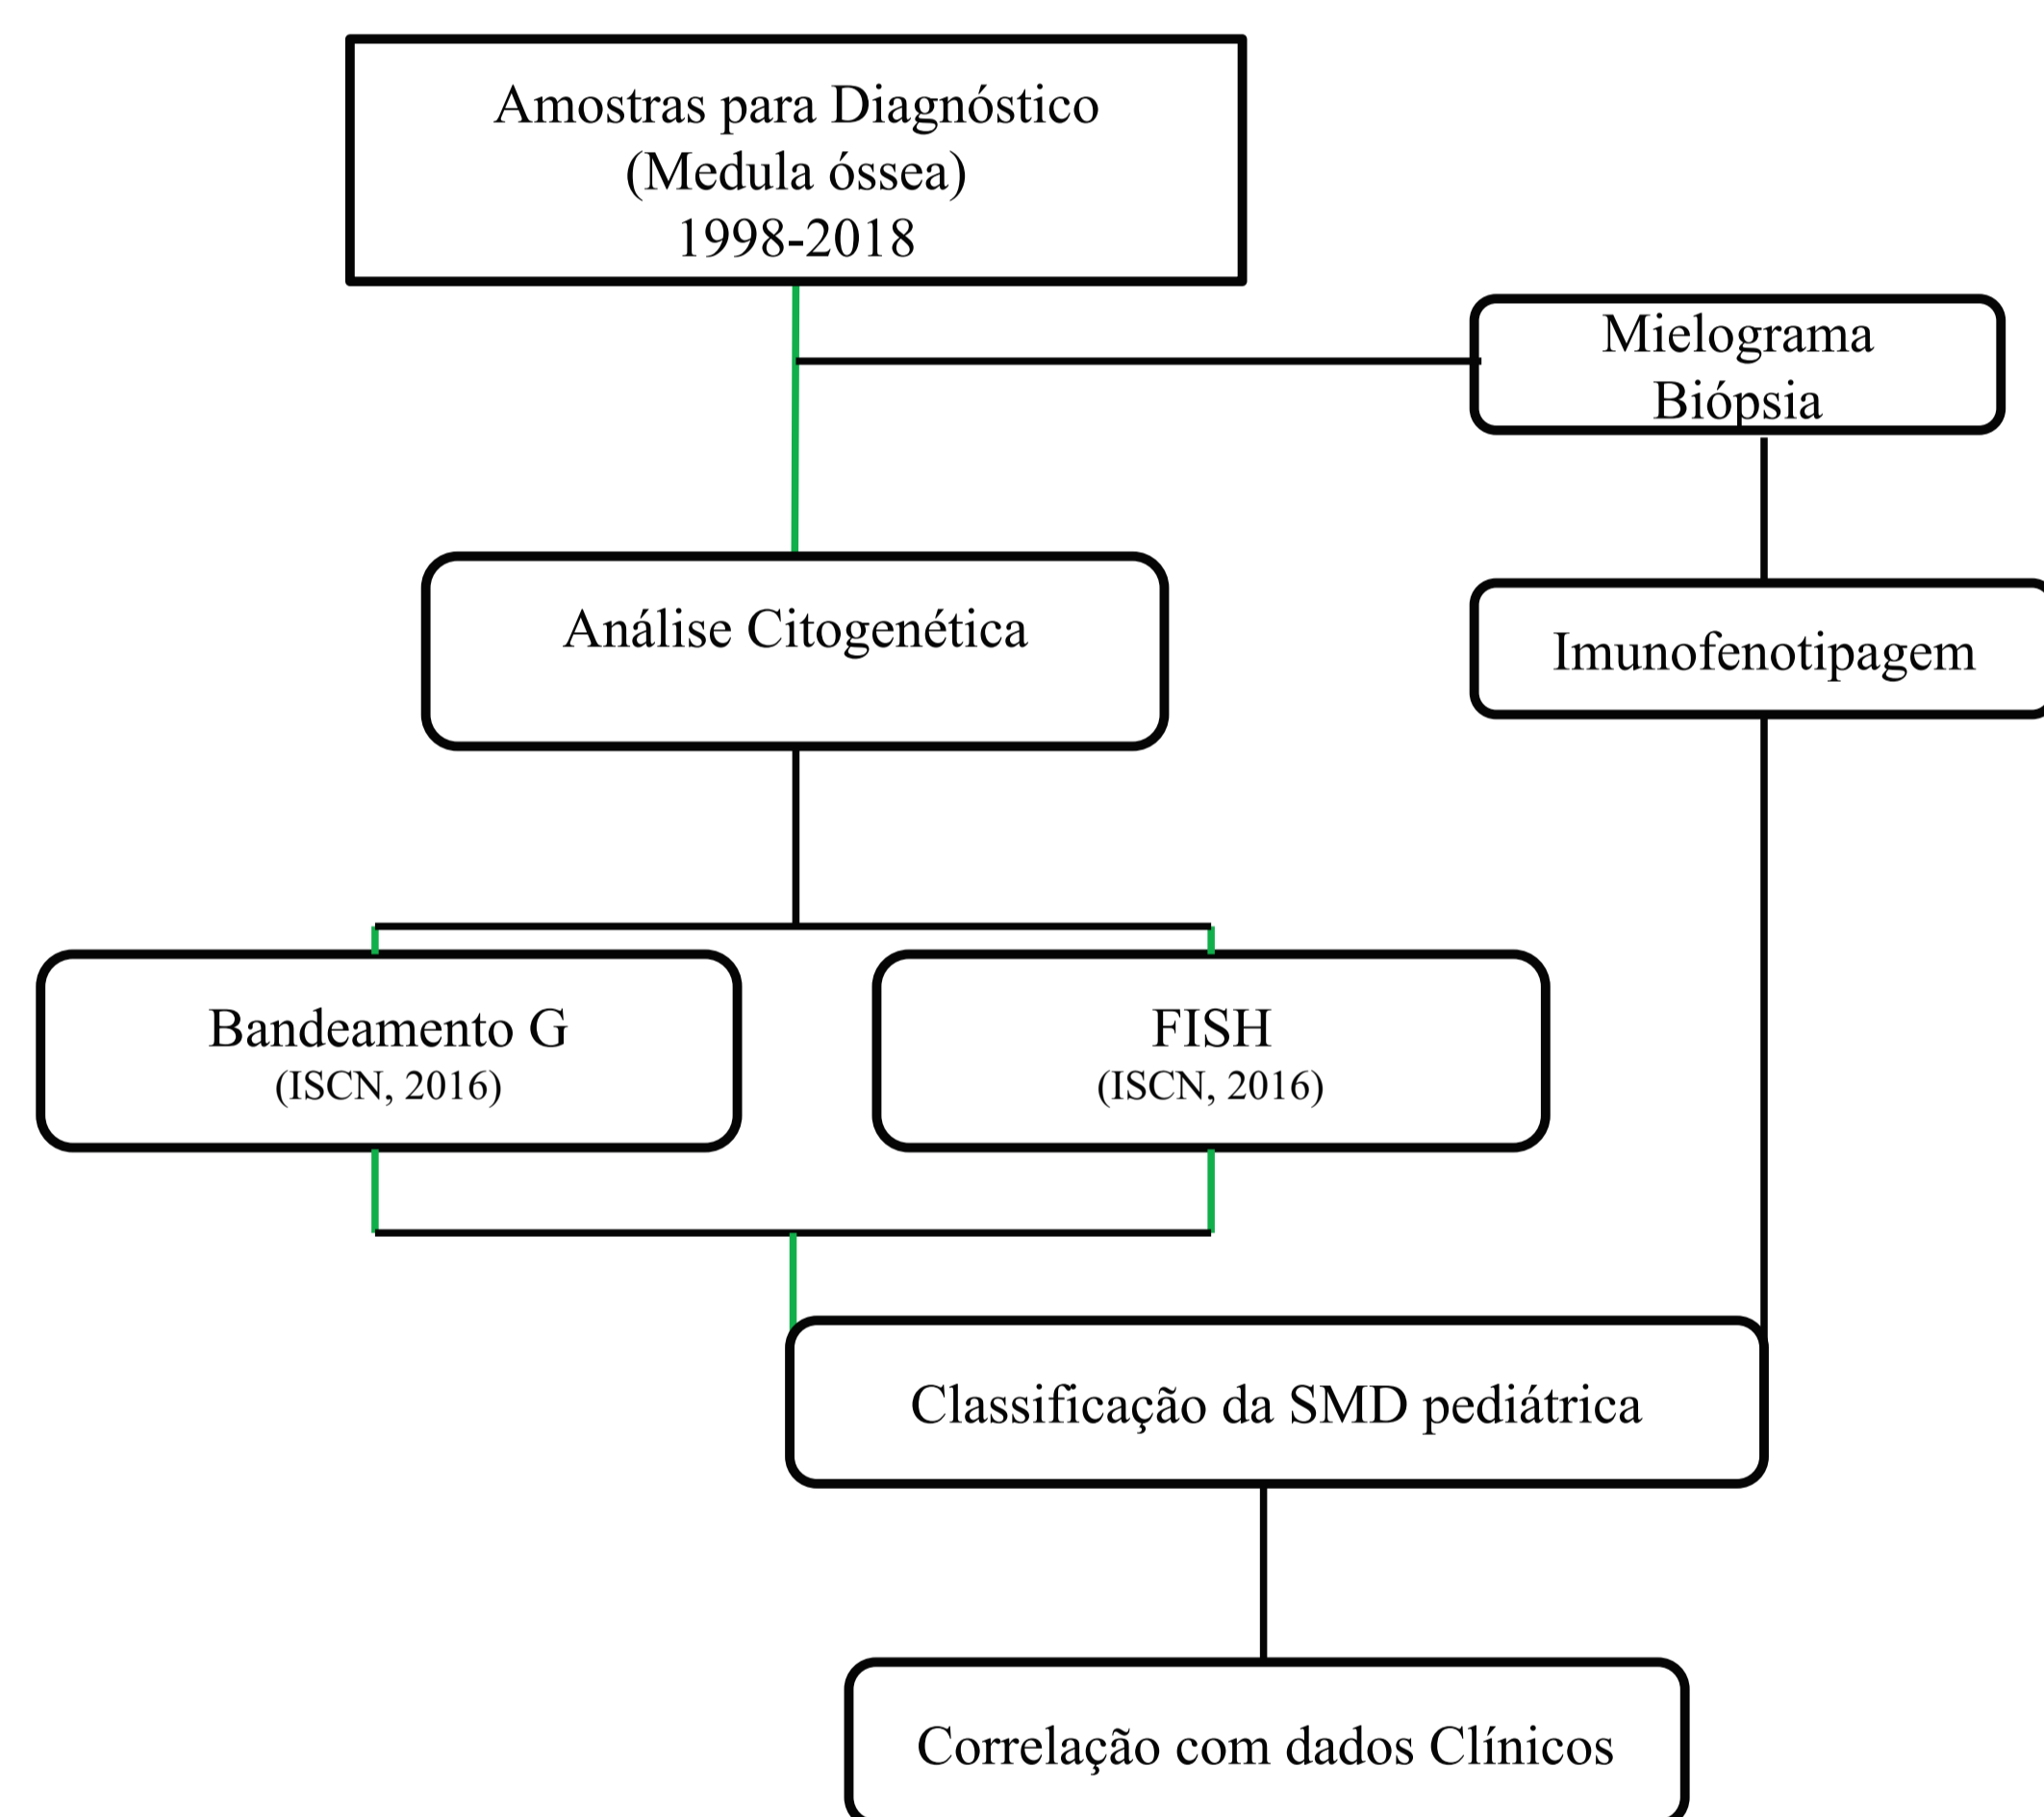 Amostras para Diagnóstico
(Medula óssea)
1998-2018
Mielograma
Biópsia
Análise Citogenética
Imunofenotipagem
Bandeamento G
(ISCN, 2016)
FISH
(ISCN, 2016)
Classificação da SMD pediátrica
Correlação com dados Clínicos